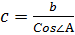 c = b / Cos∠A